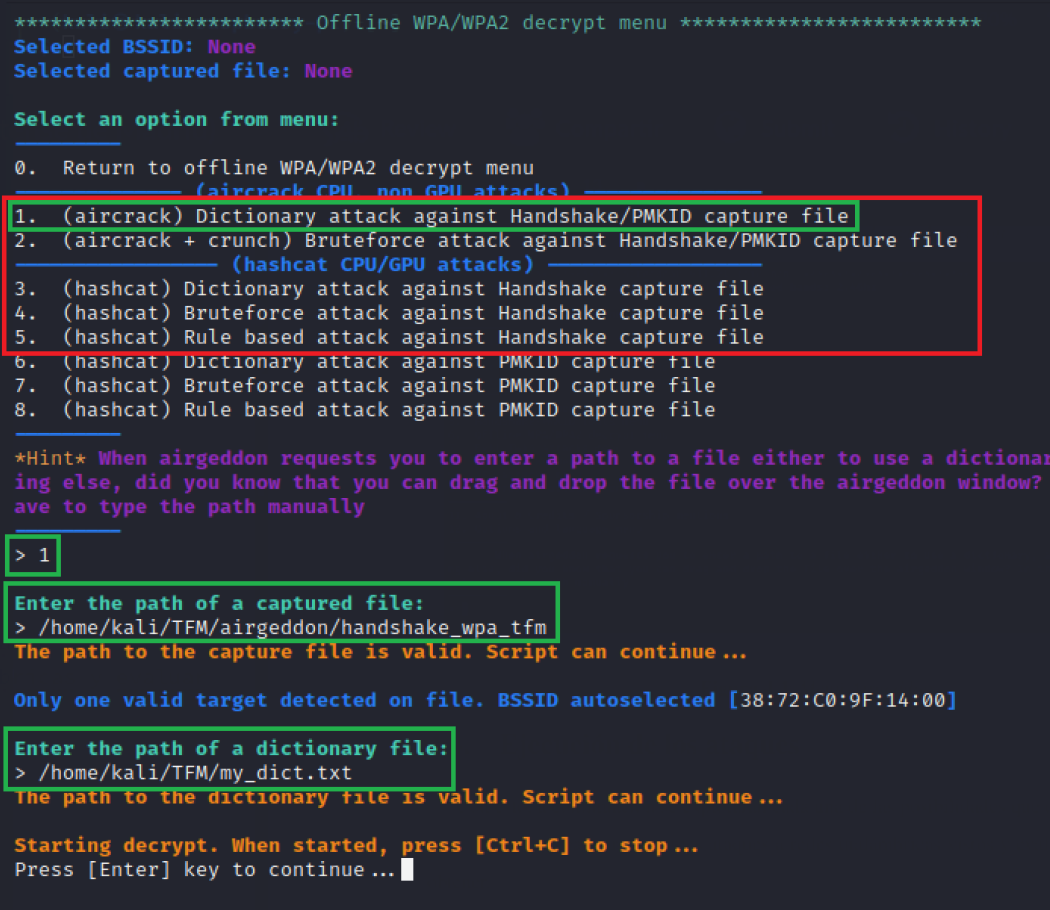 ************************ Offline WPA/WPA2 decrypt menu *************************
Selected BSSID: None
Selected captured file: None
Select an option from menu:
0. Return to offline WPA/WPA2 decrypt menu
(aircrack CPU, non GPU attacks)
1. (aircrack) Dictionary attack against Handshake/PMKID capture file
2. (aircrack + crunch) Bruteforce attack against Handshake/PMKID capture file
(hashcat CPU/GPU attacks)
3. (hashcat) Dictionary attack against Handshake capture file
4. (hashcat) Bruteforce attack against Handshake capture file
5. (hashcat) Rule based attack against Handshake capture file
6. (hashcat) Dictionary attack against PMKID capture file
7. (hashcat) Bruteforce attack against PMKID capture file
8. (hashcat) Rule based attack against PMKID capture file
*Hint* When airgeddon requests you to enter a path to a file either to use a dictionar
ing else, did you know that you can drag and drop the file over the airgeddon window?
ave to type the path manually
> 1
Enter the path of a captured file:
> /home/kali/TFM/airgeddon/handshake_wpa_tfm
The path to the capture file is valid. Script can continue...
Only one valid target detected on file. BSSID autoselected [38:72:C0:9F:14:00]
Enter the path of a dictionary file:
> /home/kali/TFM/my_dict.txt
The path to the dictionary file is valid. Script can continue...
Starting decrypt. When started, press [Ctrl+C] to stop...
Press [Enter] key to continue...